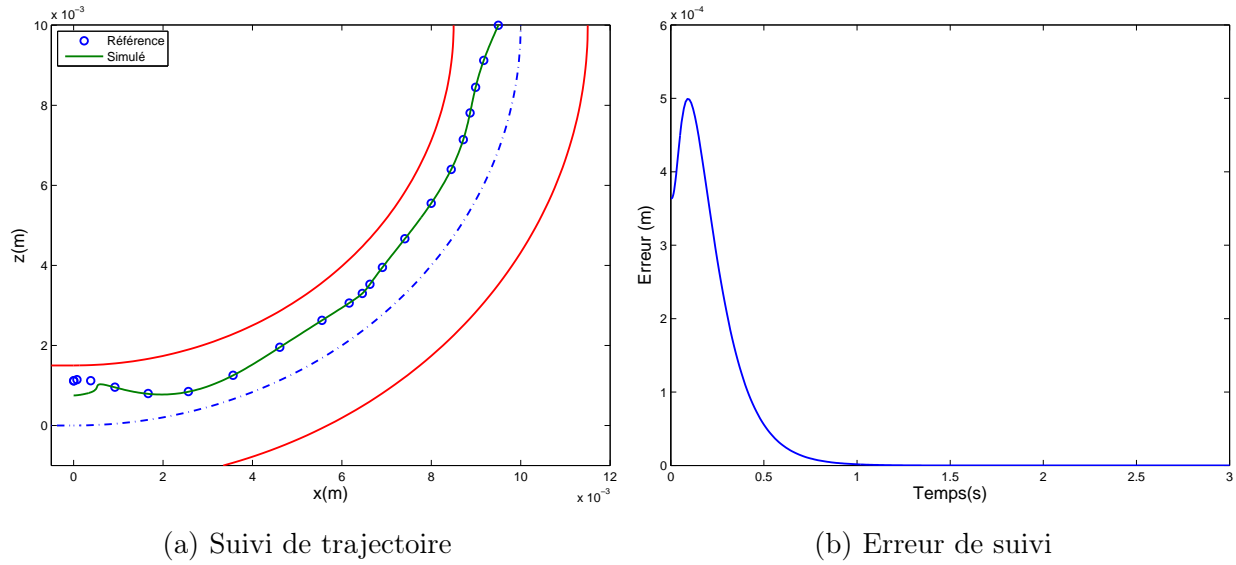 x 10⁻³
Référence
Simulé
10
8
6
4
2
0
z(m)
0
2
4
6
8
10
12
x 10⁻³
x(m)
(a) Suivi de trajectoire
x 10⁻⁴
6
5
4
3
2
1
0
Erreur (m)
0
0.5
1
1.5
2
2.5
3
Temps(s)
(b) Erreur de suivi